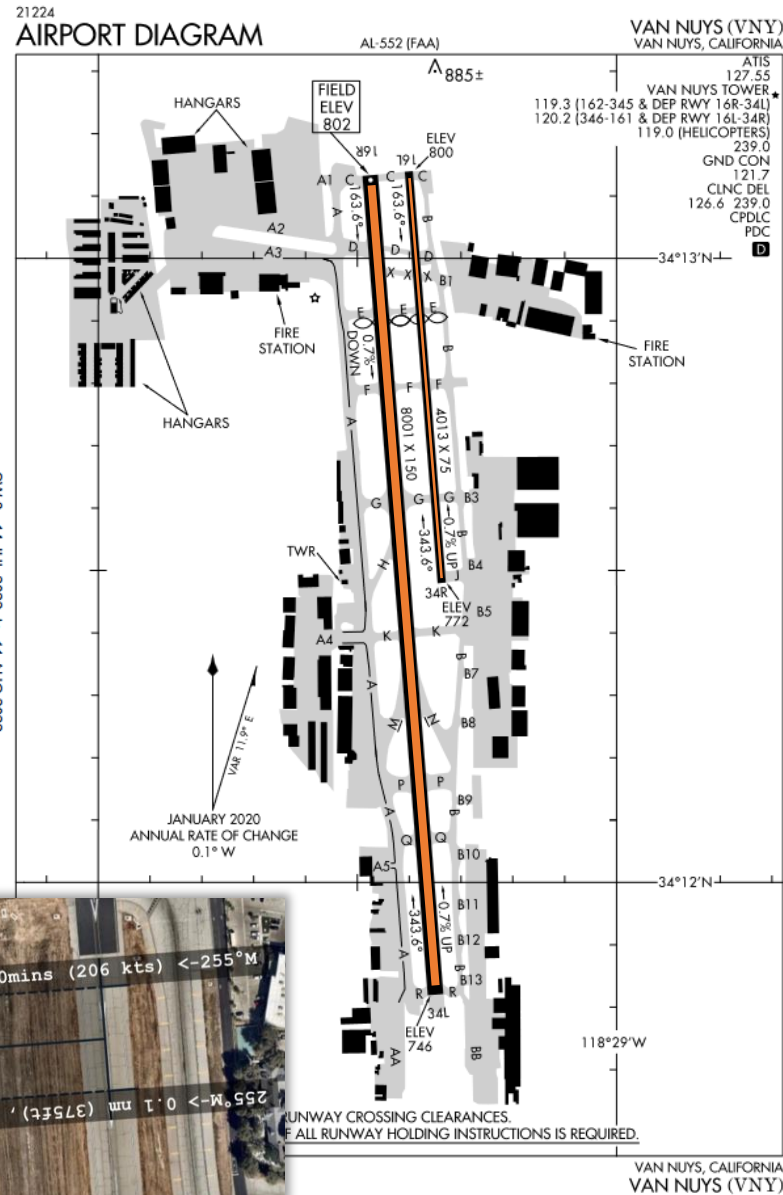 21224
AIRPORT DIAGRAM
AL-552 (FAA)
VAN NUYS (VNY)
VAN NUYS, CALIFORNIA
885±
ATIS
127.55
VAN NUYS TOWER
119.3 (162-345 & DEP RWY 16R-34L)
120.2 (346-161 & DEP RWY 16L-34R)
119.0 (HELICOPTERS)
239.0
GND CON
121.7
CLNC DEL
126.6 239.0
CPDLC
PDC
D
HANGARS
FIELD
ELEV
802
16R
16L
ELEV
800
A1 C C C
163.6°
163.6°
A
B
A2
D D D
A3
34°13'N
X X X B1
E E E
FIRE
STATION
0.7%
DOWN
B
FIRE
STATION
F F F
HANGARS
A
8001 X 150
4013 X 75
G G G B3
343.6°
0.7% UP
B
TWR
H
J
B4
34R
ELEV
772
B5
A4
K K
B
B7
A
M
N
B8
VAR 11.9° E
P P
B9
A
B
JANUARY 2020
ANNUAL RATE OF CHANGE
0.1° W
Q Q
B10
A5
34°12'N
343.6°
0.7% UP
B11
B12
A
B
B13
R R
34L
ELEV
746
AA
BB
118°29'W
0mins (206 kts) <-255°M
255°M-> 0.1 nm (375ft),
RUNWAY CROSSING CLEARANCES.
F ALL RUNWAY HOLDING INSTRUCTIONS IS REQUIRED.
VAN NUYS, CALIFORNIA
VAN NUYS (VNY)